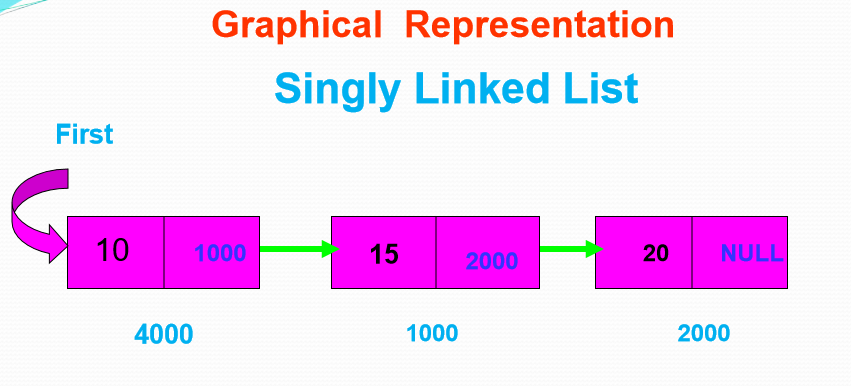 Graphical Representation
Singly Linked List
First
10 1000 15 2000 20 NULL
4000 1000 2000